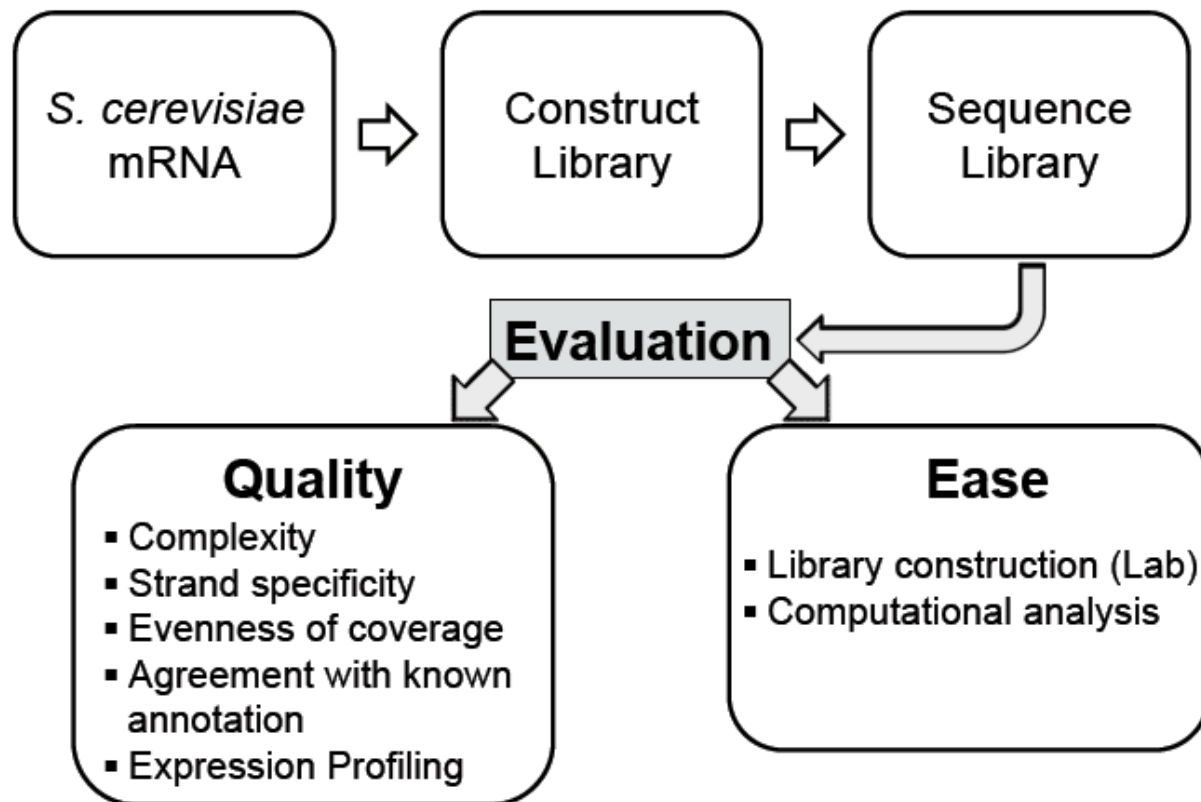 S. cerevisiae
mRNA
Construct
Library
Sequence
Library
Evaluation
Quality
▪ Complexity
▪ Strand specificity
▪ Evenness of coverage
▪ Agreement with known
annotation
▪ Expression Profiling
Ease
▪ Library construction (Lab)
▪ Computational analysis